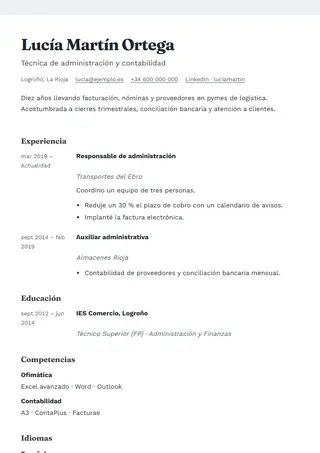 Lucía Martín Ortega
Técnica de administración y contabilidad
Logroño, La Rioja lucia@ejemplo.es +34 600 000 000 LinkedIn · luciamartin
Diez años llevando facturación, nóminas y proveedores en pymes de logística.
Acostumbrada a cierres trimestrales, conciliación bancaria y atención a clientes.
Experiencia
mar 2019 – Actualidad
Responsable de administración
Transportes del Ebro
Coordino un equipo de tres personas.
• Reduje un 30 % el plazo de cobro con un calendario de avisos.
• Implanté la factura electrónica.
sept 2014 – feb 2019
Auxiliar administrativa
Almacenes Rioja
• Contabilidad de proveedores y conciliación bancaria mensual.
Educación
sept 2012 – jun 2014
IES Comercio, Logroño
Técnico Superior (FP) · Administración y Finanzas
Competencias
Ofimática
Excel avanzado · Word · Outlook
Contabilidad
A3 · ContaPlus · Facturae
Idiomas